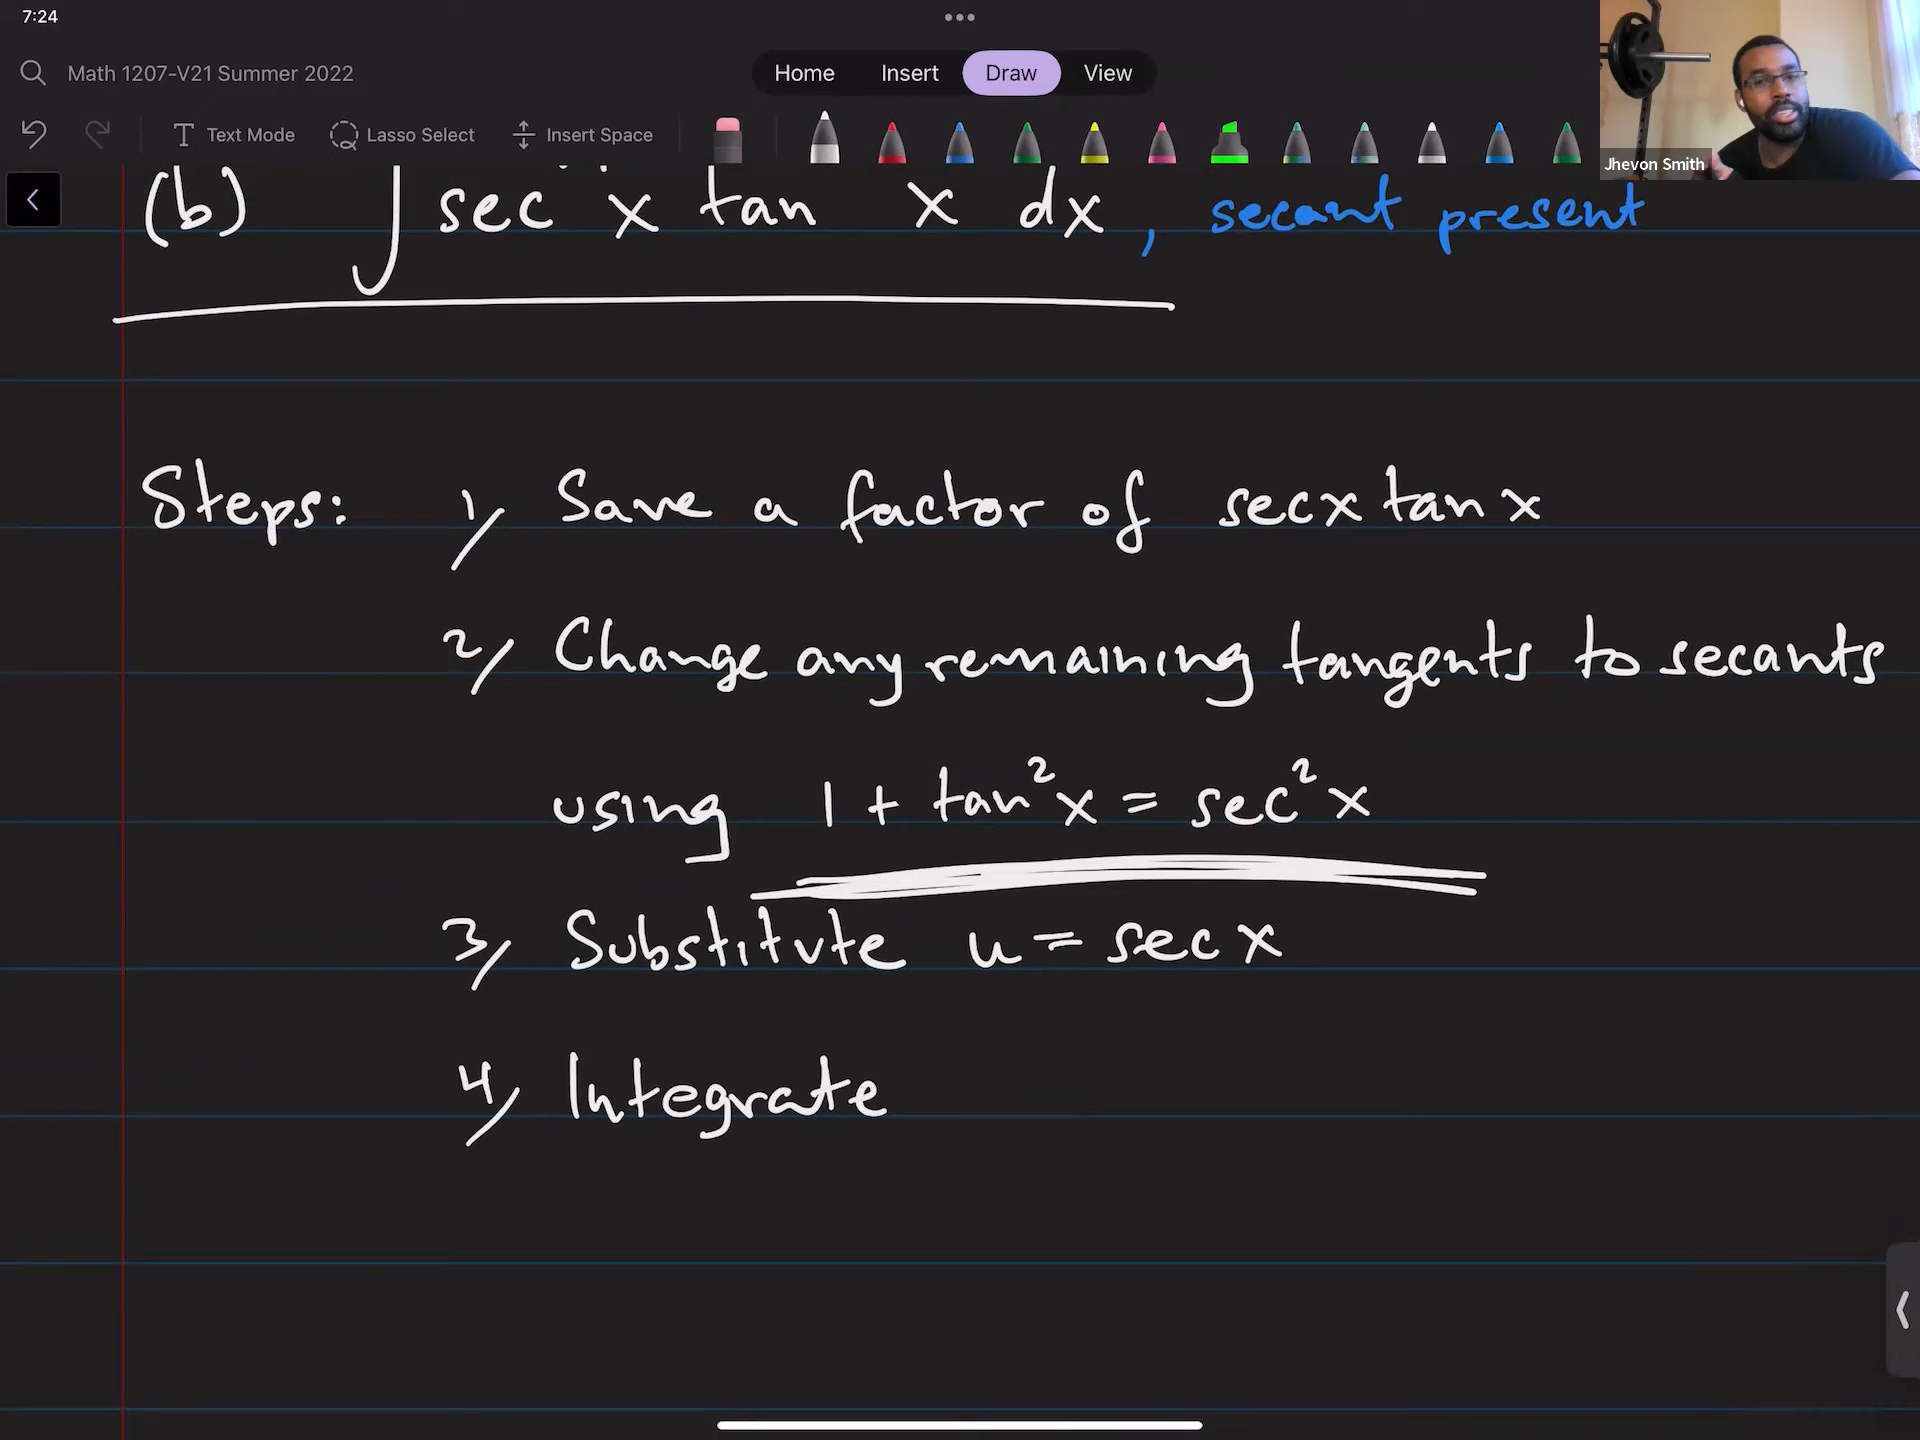 7:24
Math 1207-V21 Summer 2022
Home Insert Draw View
Text Mode Lasso Select Insert Space
Jhevon Smith
(b) ∫ sec x tan x dx, secant present
Steps: 1, Save a factor of secx tan x
2, Change any remaining tangents to secants
using 1 + tan²x = sec²x
3, Substitute u = sec x
4, Integrate